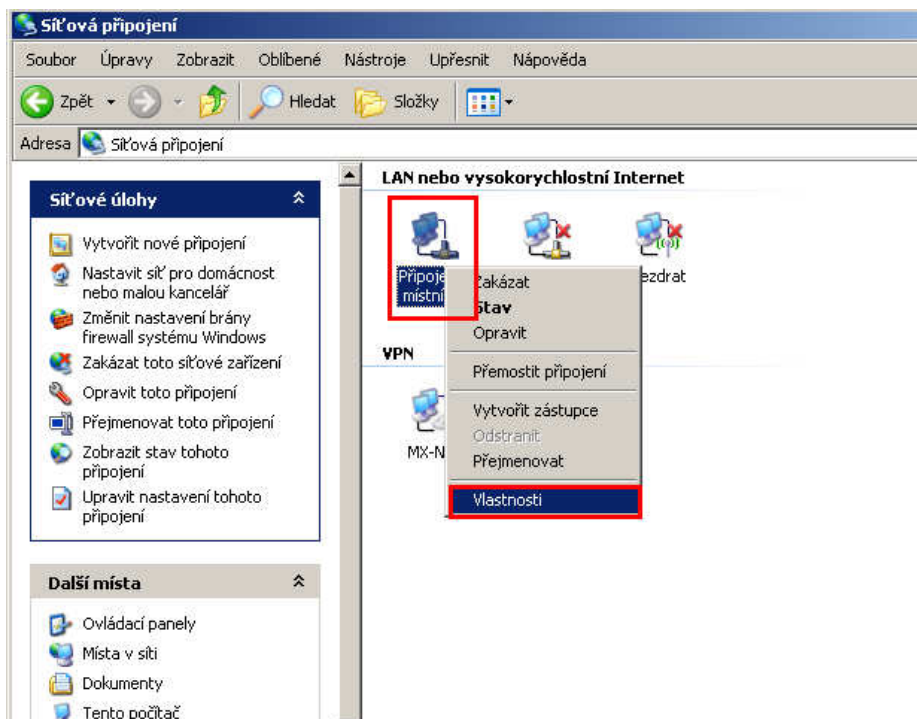 Síťová připojení
Soubor Úpravy Zobrazit Oblíbené Nástroje Upřesnit Nápověda
Zpět Hledat Složky
Adresa Síťová připojení
Síťové úlohy
Vytvořit nové připojení
Nastavit síť pro domácnost
nebo malou kancelář
Změnit nastavení brány
firewall systému Windows
Zakázat toto síťové zařízení
Opravit toto připojení
Přejmenovat toto připojení
Zobrazit stav tohoto
připojení
Upravit nastavení tohoto
připojení
Další místa
Ovládací panely
Místa v síti
Dokumenty
Tento počítač
LAN nebo vysokorychlostní Internet
Připoje
místní
ezdrat
VPN
MX-N
Zakázat
Stav
Opravit
Přemostit připojení
Vytvořit zástupce
Odstranit
Přejmenovat
Vlastnosti